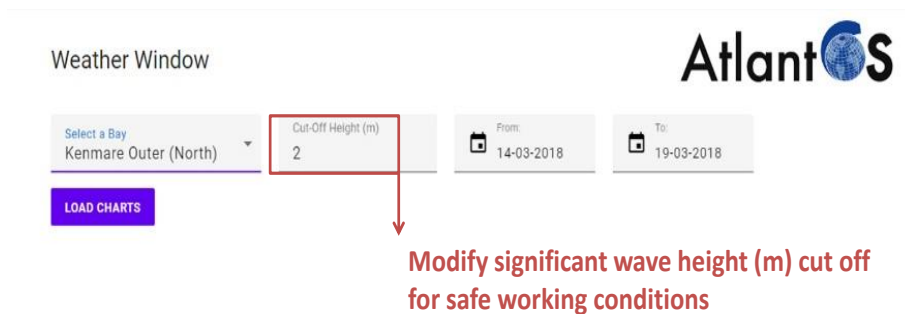 Weather Window
AtlantOS
Select a Bay
Kenmare Outer (North)
Cut-Off Height (m)
2
From:
14-03-2018
To:
19-03-2018
LOAD CHARTS
Modify significant wave height (m) cut off
for safe working conditions